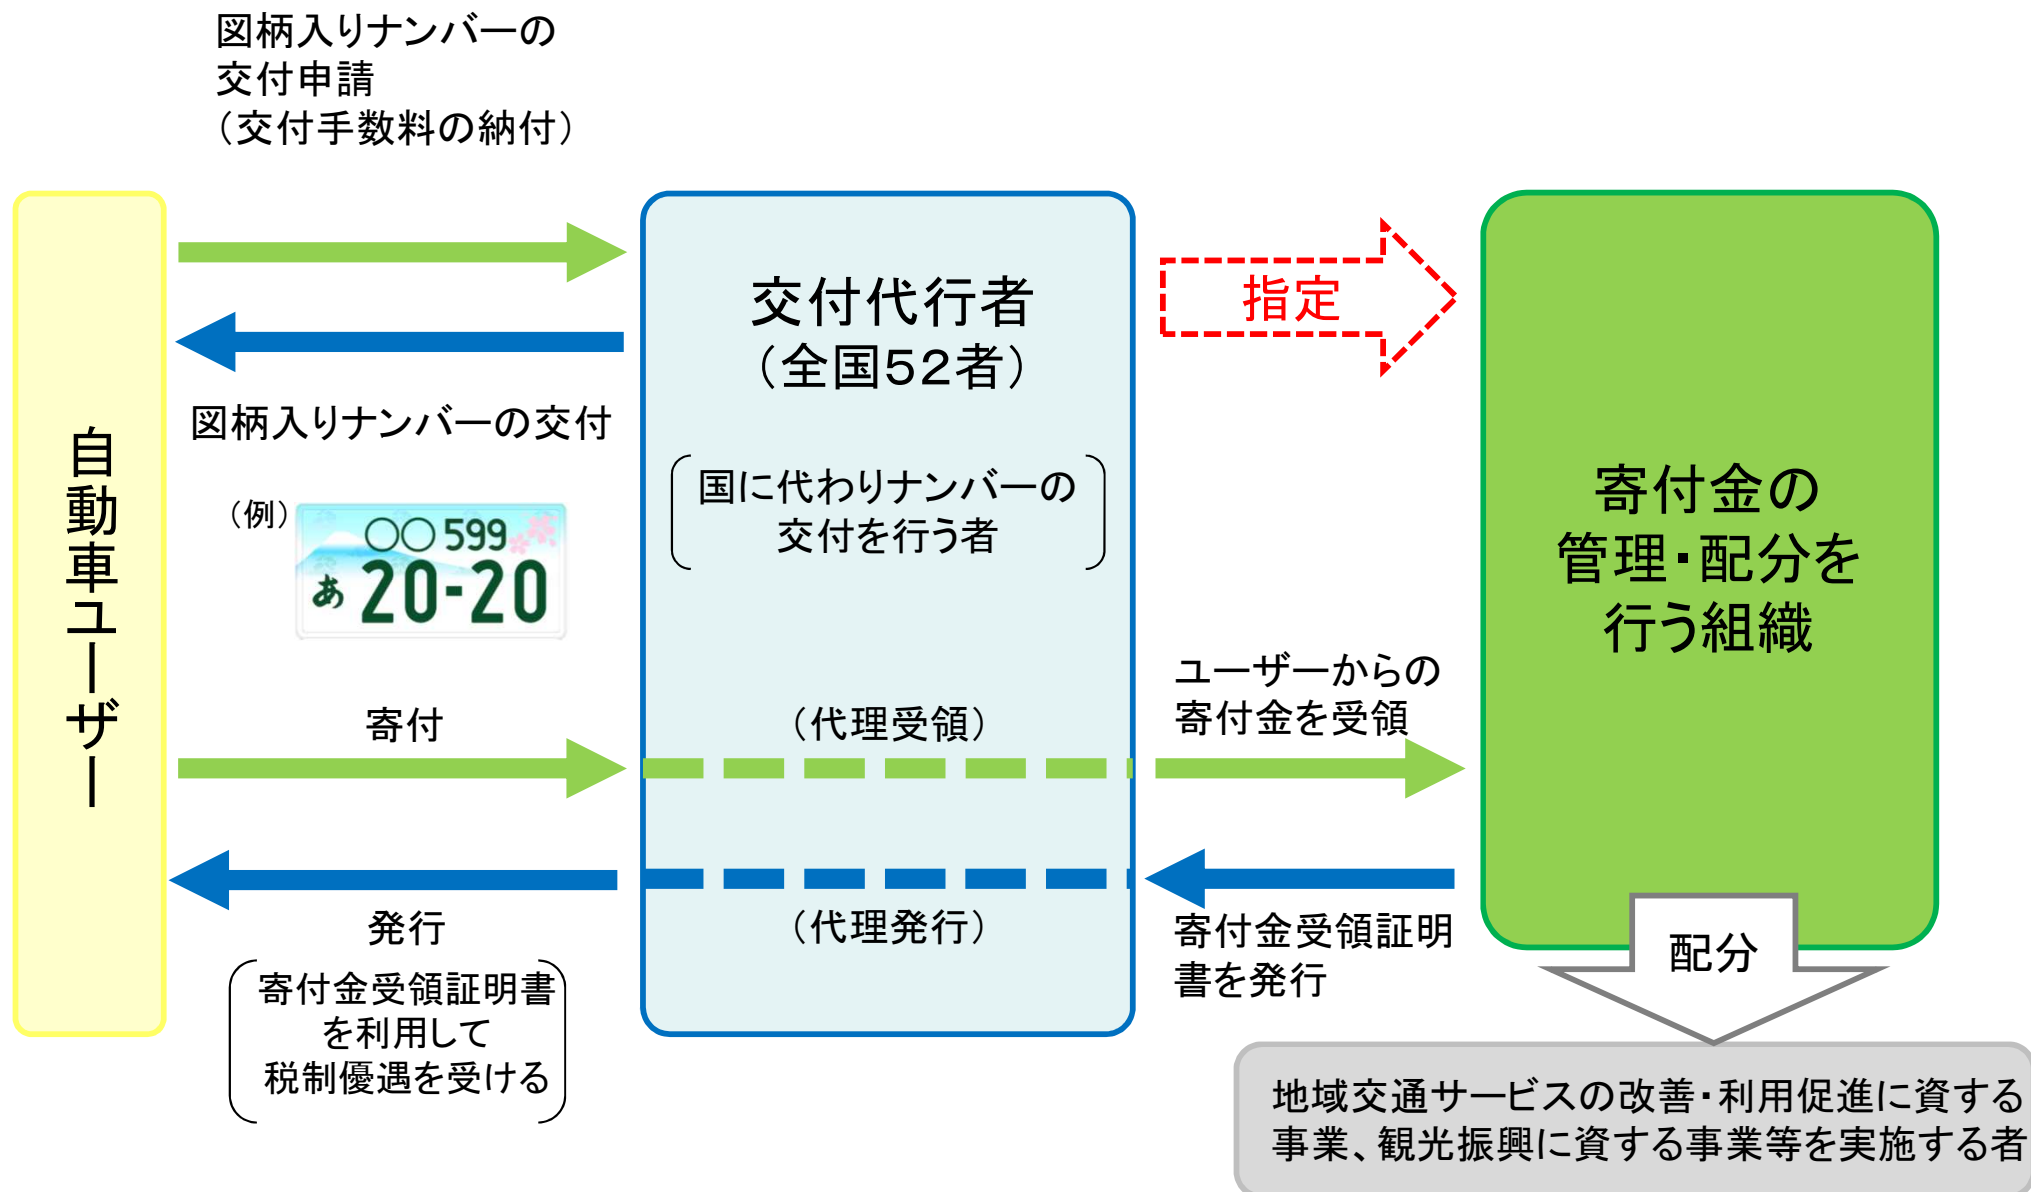 図柄入りナンバーの
交付申請
（交付手数料の納付）
自動車ユーザー
図柄入りナンバーの交付
（例）
〇〇 599
あ 20-20
寄付
発行
寄付金受領証明書
を利用して
税制優遇を受ける
交付代行者
（全国５２者）
国に代わりナンバーの
交付を行う者
（代理受領）
（代理発行）
指定
ユーザーからの
寄付金を受領
寄付金受領証明
書を発行
寄付金の
管理・配分を
行う組織
配分
地域交通サービスの改善・利用促進に資する
事業、観光振興に資する事業等を実施する者